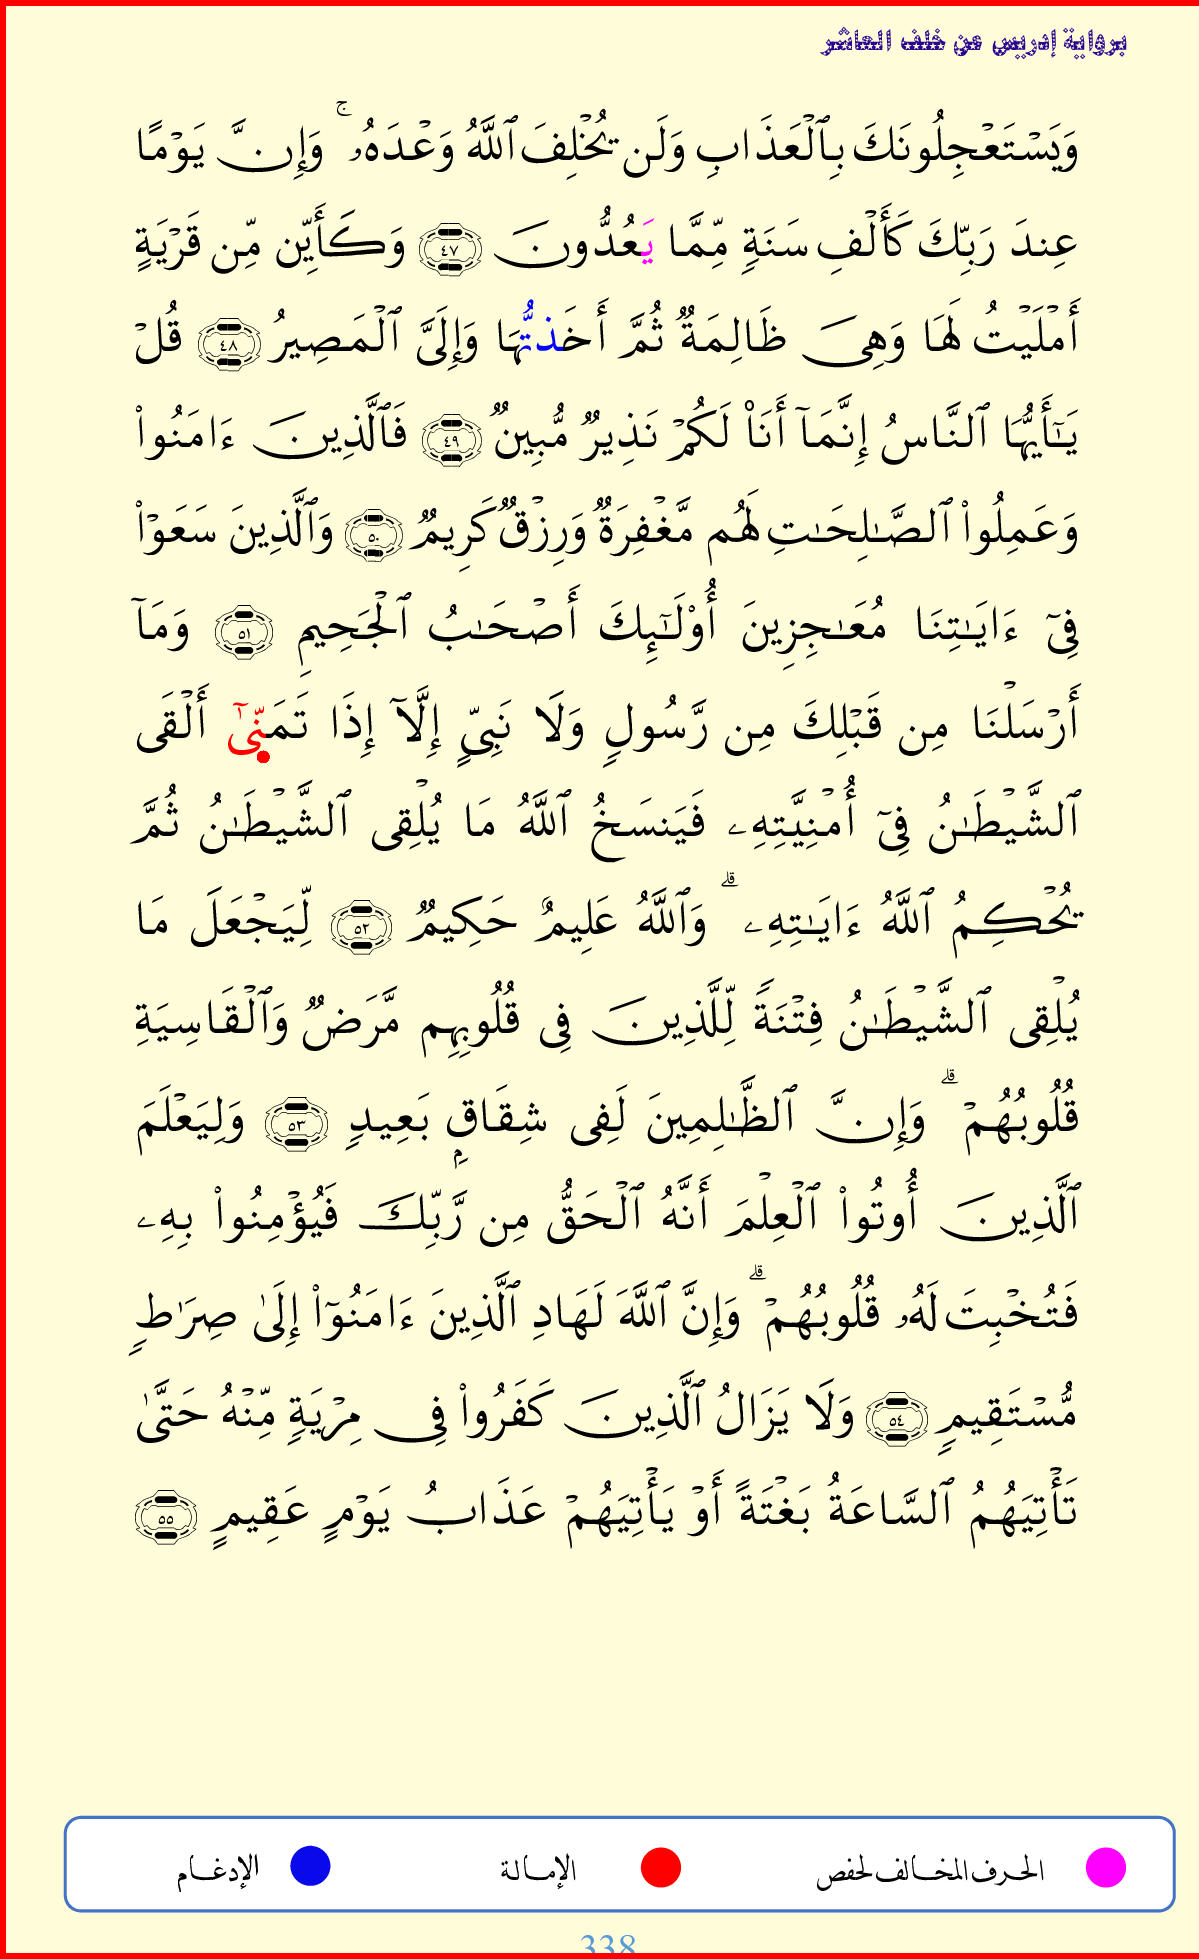 برواية إدريس عن خلف العاشر
وَيَسۡتَعۡجِلُونَكَ بِٱلۡعَذَابِ وَلَن يُخۡلِفَ ٱللَّهُ وَعۡدَهُۥۚ وَإِنَّ يَوۡمًا
عِندَ رَبِّكَ كَأَلۡفِ سَنَةٖ مِّمَّا يَعُدُّونَ ٤٧ وَكَأَيِّن مِّن قَرۡيَةٍ
أَمۡلَيۡتُ لَهَا وَهِيَ ظَالِمَةٞ ثُمَّ أَخَذتُّهَا وَإِلَيَّ ٱلۡمَصِيرُ ٤٨ قُلۡ
يَٰٓأَيُّهَا ٱلنَّاسُ إِنَّمَآ أَنَا۠ لَكُمۡ نَذِيرٞ مُّبِينٞ ٤٩ فَٱلَّذِينَ ءَامَنُواْ
وَعَمِلُواْ ٱلصَّٰلِحَٰتِ لَهُم مَّغۡفِرَةٞ وَرِزۡقٞ كَرِيمٞ ٥٠ وَٱلَّذِينَ سَعَوۡاْ
فِيٓ ءَايَٰتِنَا مُعَٰجِزِينَ أُوْلَٰٓئِكَ أَصۡحَٰبُ ٱلۡجَحِيمِ ٥١ وَمَآ
أَرۡسَلۡنَا مِن قَبۡلِكَ مِن رَّسُولٖ وَلَا نَبِيٍّ إِلَّآ إِذَا تَمَنّىٰٓ أَلۡقَى
ٱلشَّيۡطَٰنُ فِيٓ أُمۡنِيَّتِهِۦ فَيَنسَخُ ٱللَّهُ مَا يُلۡقِي ٱلشَّيۡطَٰنُ ثُمَّ
يُحۡكِمُ ٱللَّهُ ءَايَٰتِهِۦۗ وَٱللَّهُ عَلِيمٌ حَكِيمٞ ٥٢ لِّيَجۡعَلَ مَا
يُلۡقِي ٱلشَّيۡطَٰنُ فِتۡنَةٗ لِّلَّذِينَ فِي قُلُوبِهِم مَّرَضٞ وَٱلۡقَاسِيَةِ
قُلُوبُهُمۡۗ وَإِنَّ ٱلظَّٰلِمِينَ لَفِي شِقَاقِۭ بَعِيدٖ ٥٣ وَلِيَعۡلَمَ
ٱلَّذِينَ أُوتُواْ ٱلۡعِلۡمَ أَنَّهُ ٱلۡحَقُّ مِن رَّبِّكَ فَيُؤۡمِنُواْ بِهِۦ
فَتُخۡبِتَ لَهُۥ قُلُوبُهُمۡۗ وَإِنَّ ٱللَّهَ لَهَادِ ٱلَّذِينَ ءَامَنُوٓاْ إِلَىٰ صِرَٰطٖ
مُّسۡتَقِيمٖ ٥٤ وَلَا يَزَالُ ٱلَّذِينَ كَفَرُواْ فِي مِرۡيَةٖ مِّنۡهُ حَتَّىٰ
تَأۡتِيَهُمُ ٱلسَّاعَةُ بَغۡتَةً أَوۡ يَأۡتِيَهُمۡ عَذَابُ يَوۡمٍ عَقِيمٍ ٥٥
الحرف المخالف لحفص الإمالة الإدغام
338